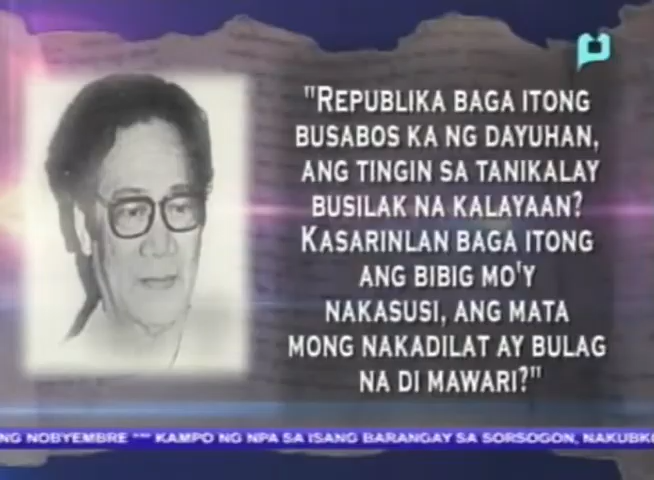 "REPUBLIKA BAGA ITONG
BUSABOS KA NG DAYUHAN,
ANG TINGIN SA TANIKALA'Y
BUSILAK NA KALAYAAN?
KASARINLAN BAGA ITONG
ANG BIBIG MO'Y
NAKASUSI, ANG MATA
MONG NAKADILAT AY BULAG
NA DI MAWARI?"
NG NOBYEMBRE *** KAMPO NG NPA SA ISANG BARANGAY SA SORSOGON,